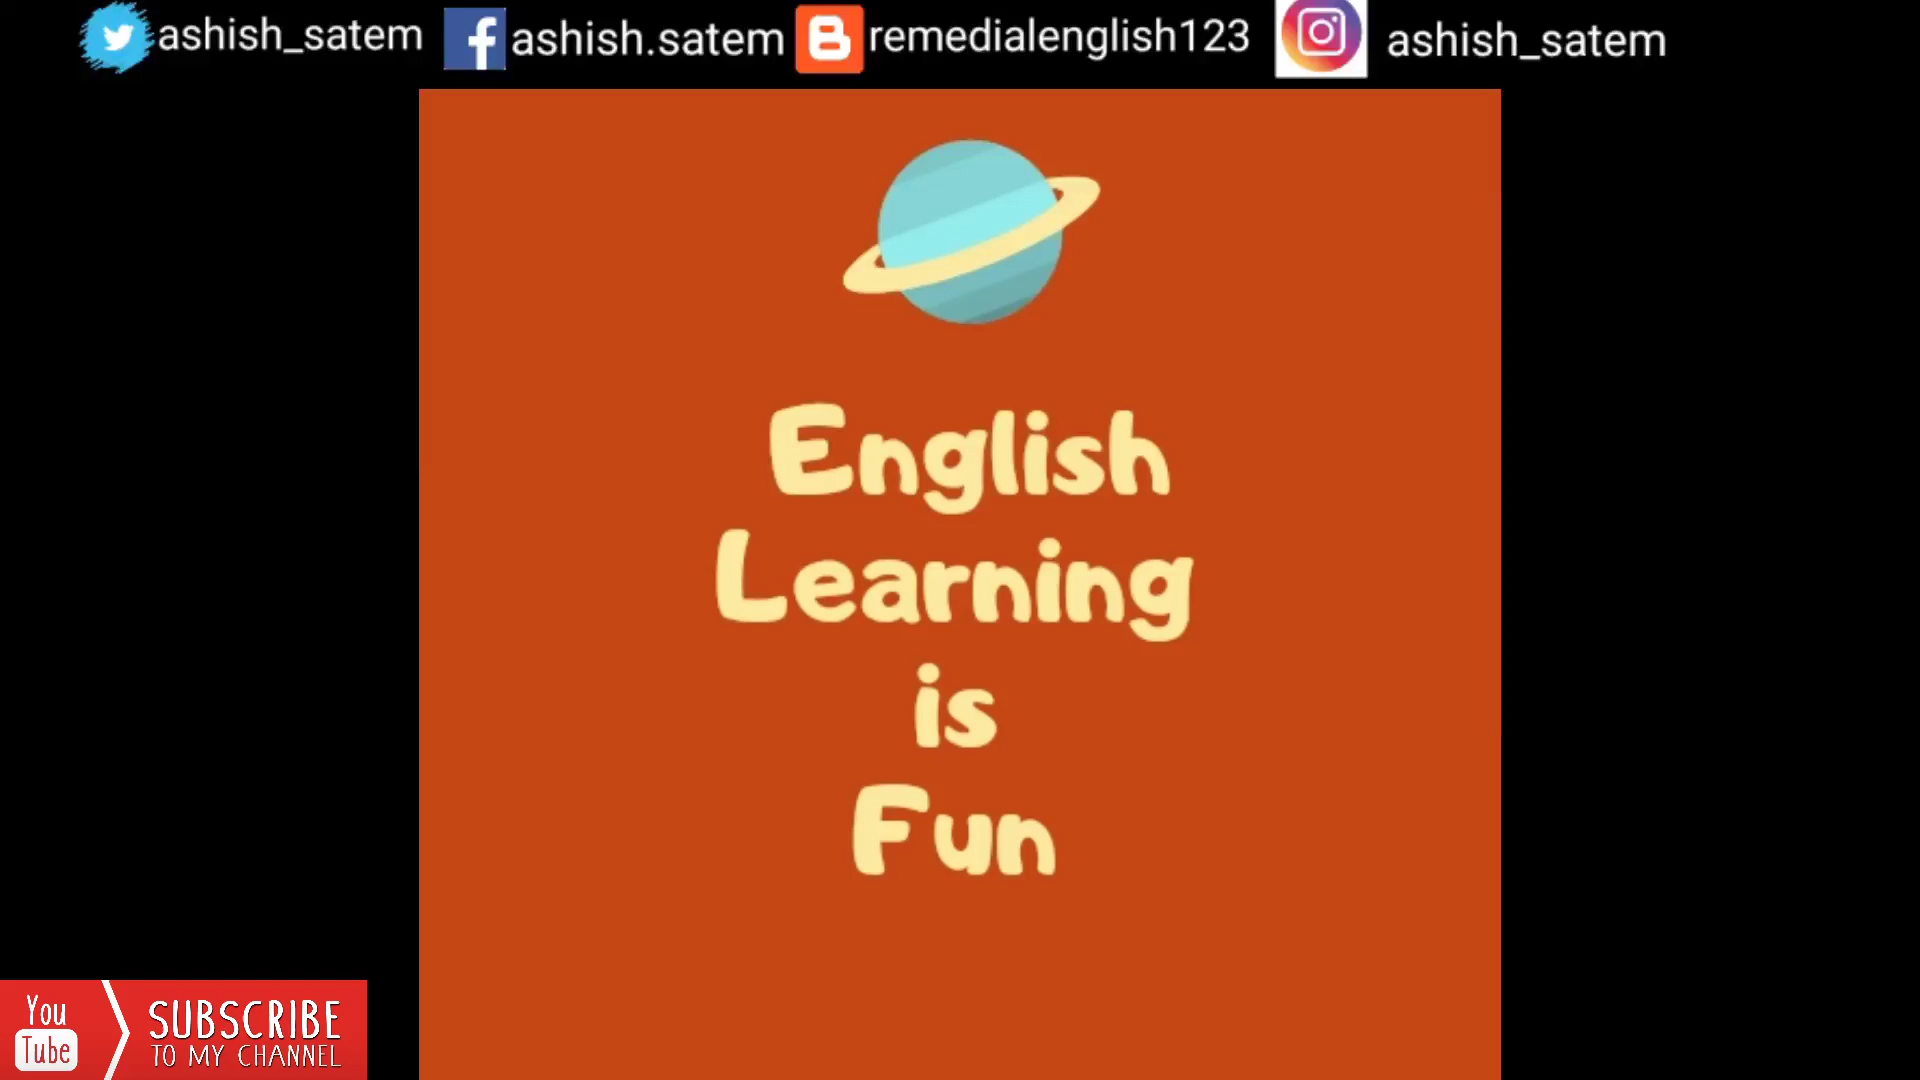 ashish_satem ashish.satem remedialenglish123 ashish_satem
English
Learning
is
Fun
You
Tube
SUBSCRIBE
TO MY CHANNEL